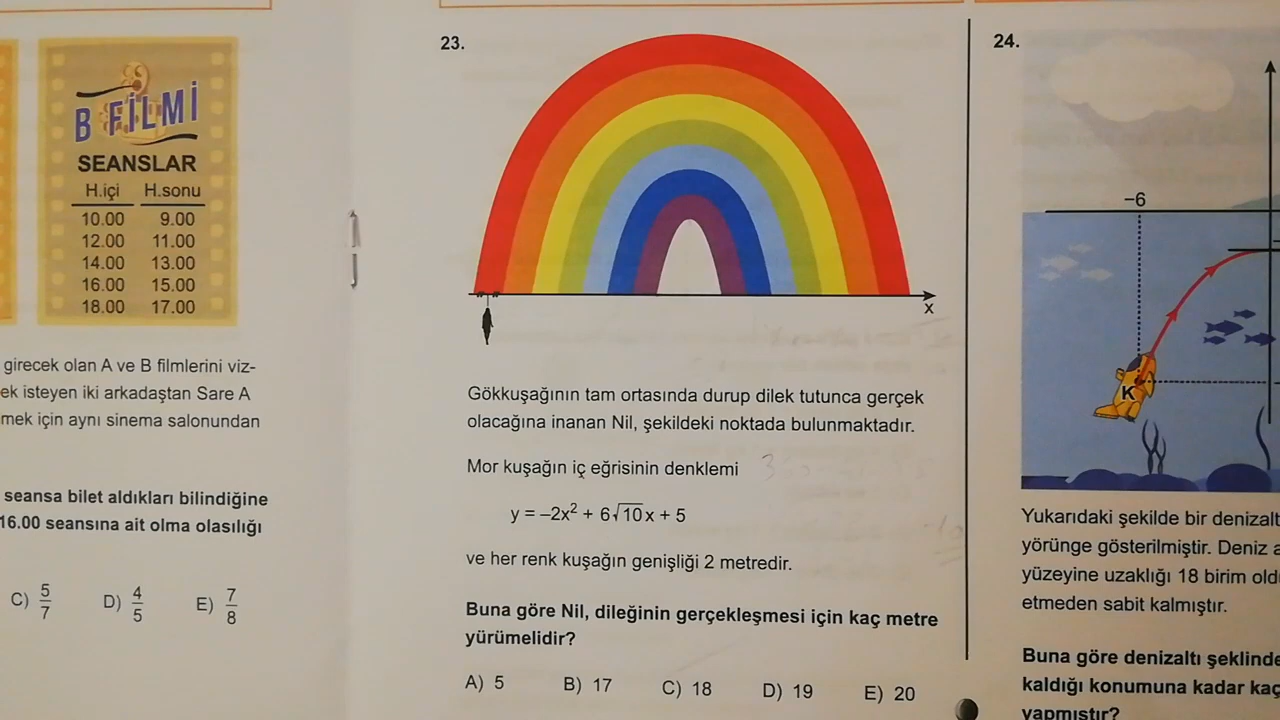 B FİLMİ
SEANSLAR
H.içi H.sonu
10.00 9.00
12.00 11.00
14.00 13.00
16.00 15.00
18.00 17.00
girecek olan A ve B filmlerini viz-
ek isteyen iki arkadaştan Sare A
mek için aynı sinema salonundan
seansa bilet aldıkları bilindiğine
16.00 seansına ait olma olasılığı
C) 5/7 D) 4/5 E) 7/8
23.
x
Gökkuşağının tam ortasında durup dilek tutunca gerçek
olacağına inanan Nil, şekildeki noktada bulunmaktadır.
Mor kuşağın iç eğrisinin denklemi
y = –2x² + 6√10x + 5
ve her renk kuşağın genişliği 2 metredir.
Buna göre Nil, dileğinin gerçekleşmesi için kaç metre
yürümelidir?
A) 5 B) 17 C) 18 D) 19 E) 20
24.
–6
K
Yukarıdaki şekilde bir denizalt
yörünge gösterilmiştir. Deniz a
yüzeyine uzaklığı 18 birim old
etmeden sabit kalmıştır.
Buna göre denizaltı şeklinde
kaldığı konumuna kadar kaç
yapmıştır?